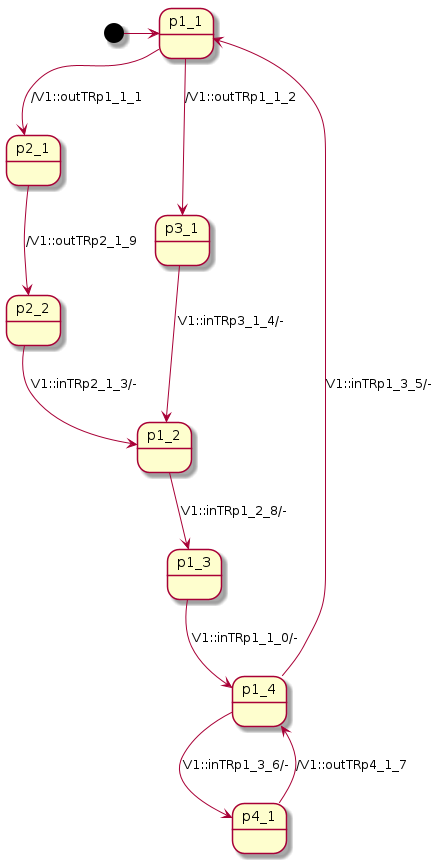 p1_1
/V1::outTRp1_1_1
/V1::outTRp1_1_2
p2_1
p3_1
/V1::outTRp2_1_9
p2_2
V1::inTRp3_1_4/-
V1::inTRp2_1_3/-
V1::inTRp1_3_5/-
p1_2
V1::inTRp1_2_8/-
p1_3
V1::inTRp1_1_0/-
p1_4
V1::inTRp1_3_6/-
/V1::outTRp4_1_7
p4_1